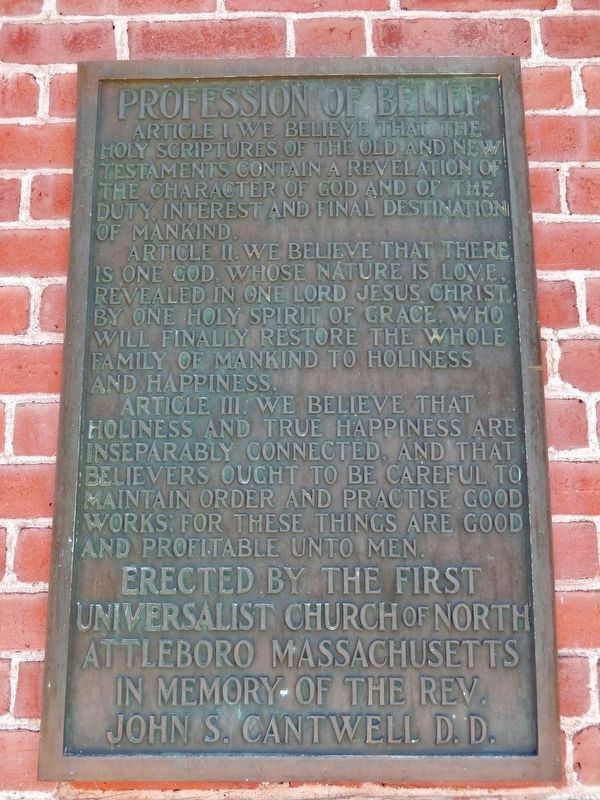 PROFESSION OF BELIEF
ARTICLE I. WE BELIEVE THAT THE
HOLY SCRIPTURES OF THE OLD AND NEW
TESTAMENTS CONTAIN A REVELATION OF
THE CHARACTER OF GOD AND OF THE
DUTY, INTEREST AND FINAL DESTINATION
OF MANKIND.
ARTICLE II. WE BELIEVE THAT THERE
IS ONE GOD, WHOSE NATURE IS LOVE,
REVEALED IN ONE LORD JESUS CHRIST,
BY ONE HOLY SPIRIT OF GRACE, WHO
WILL FINALLY RESTORE THE WHOLE
FAMILY OF MANKIND TO HOLINESS
AND HAPPINESS.
ARTICLE III. WE BELIEVE THAT
HOLINESS AND TRUE HAPPINESS ARE
INSEPARABLY CONNECTED, AND THAT
BELIEVERS OUGHT TO BE CAREFUL TO
MAINTAIN ORDER AND PRACTISE GOOD
WORKS; FOR THESE THINGS ARE GOOD
AND PROFITABLE UNTO MEN.
ERECTED BY THE FIRST
UNIVERSALIST CHURCH OF NORTH
ATTLEBORO MASSACHUSETTS
IN MEMORY OF THE REV.
JOHN S. CANTWELL D.D.